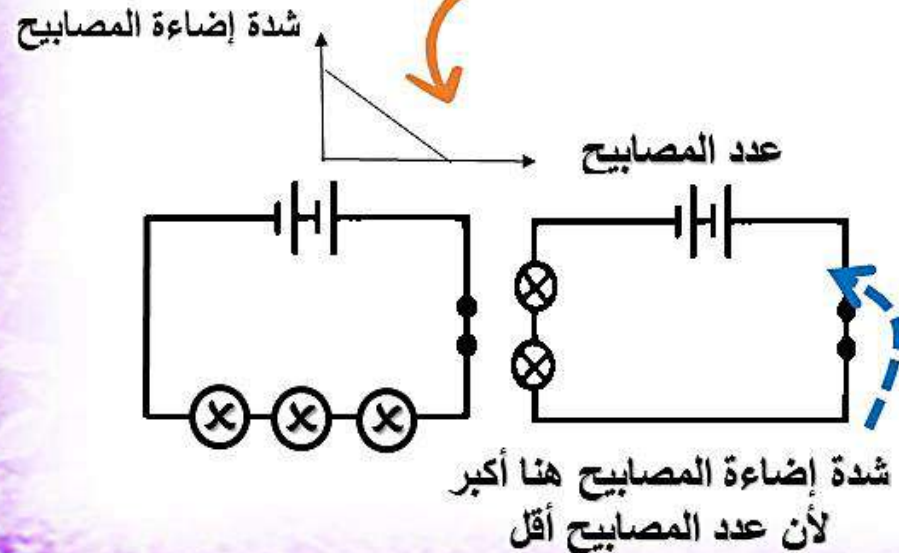 شدة إضاءة المصابيح
عدد المصابيح
شدة إضاءة المصابيح هنا أكبر
لأن عدد المصابيح أقل